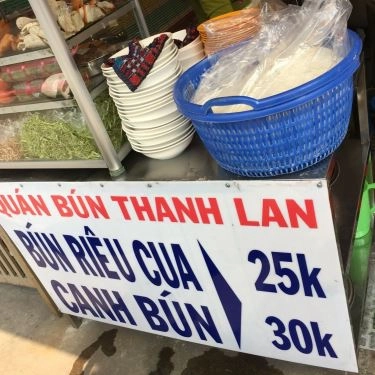 QUÁN BÚN THANH LAN
BÚN RIÊU CUA
CANH BÚN
25k
30k